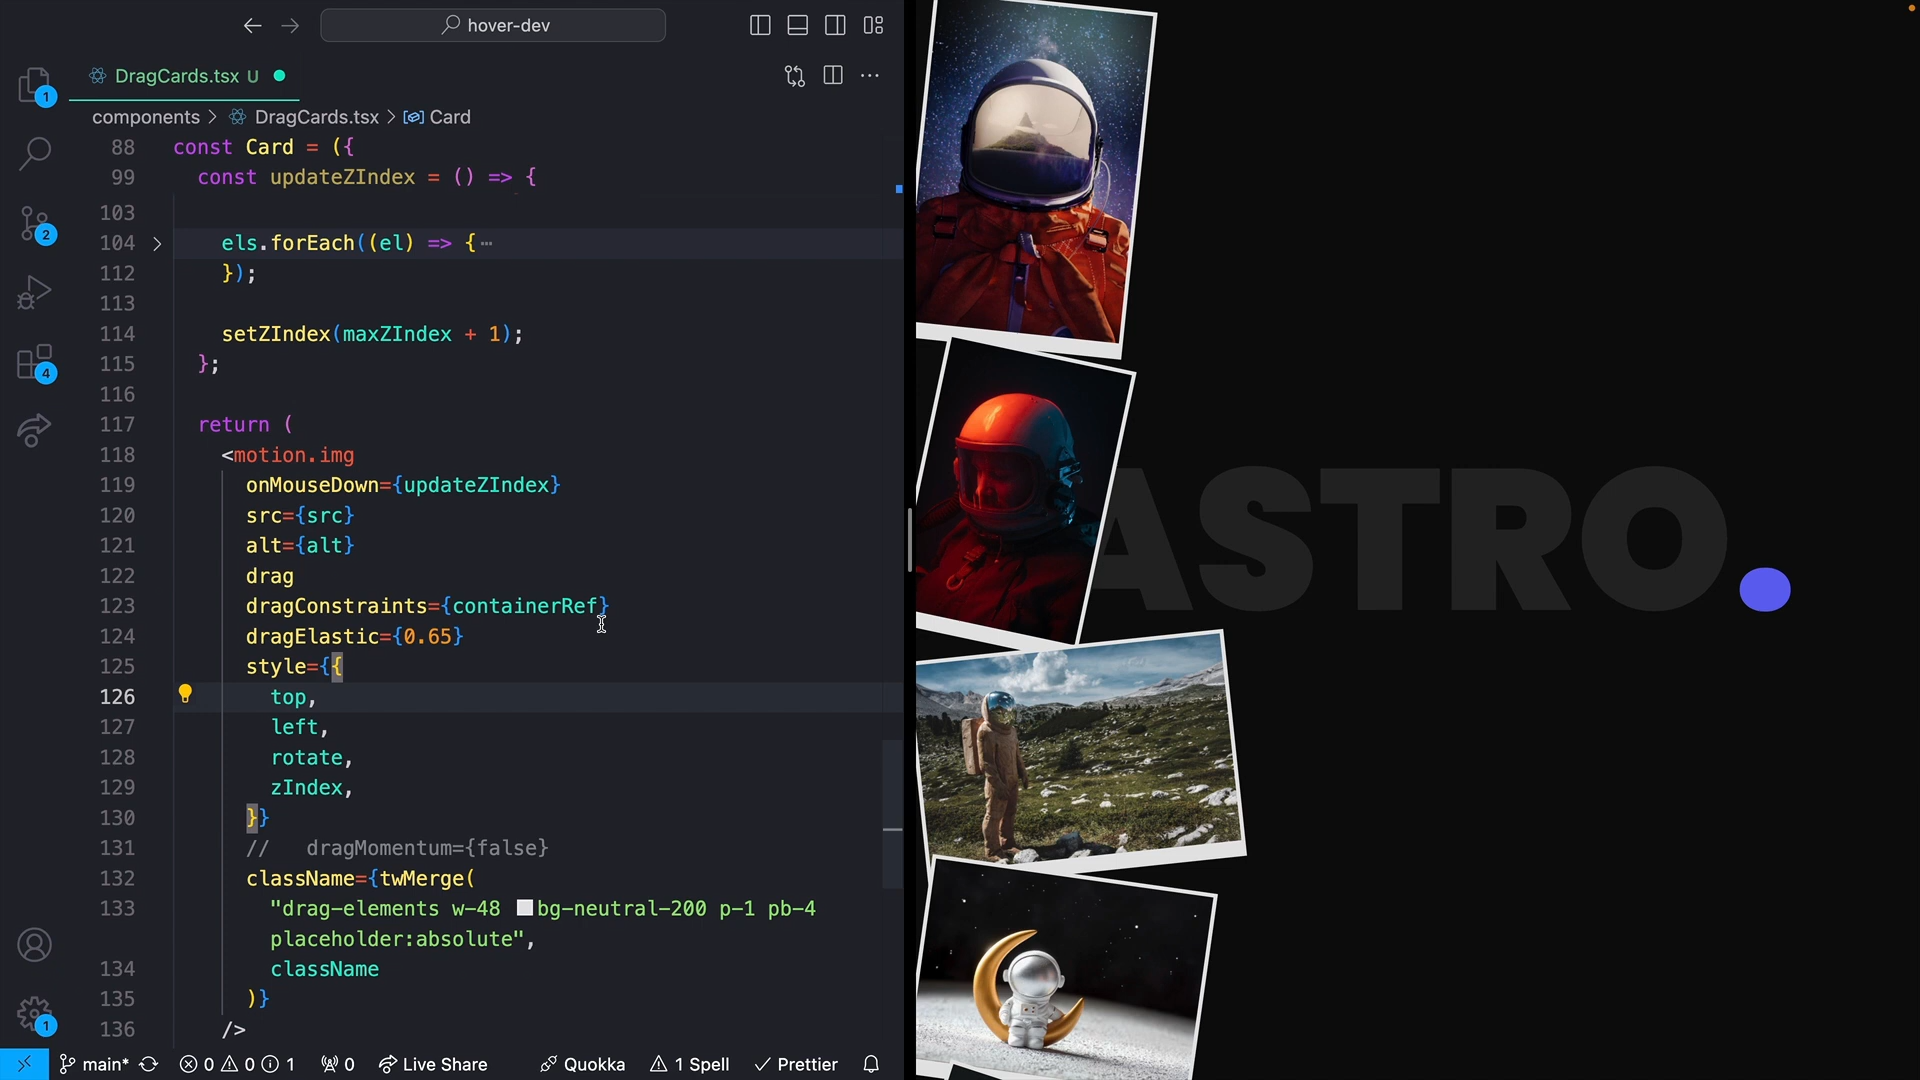 hover-dev
DragCards.tsx U
components > DragCards.tsx > Card
88 const Card = ({
99 const updateZIndex = () => {
103
104 els.forEach((el) => { ⋯
112 });
113
114 setZIndex(maxZIndex + 1);
115 };
116
117 return (
118 <motion.img
119 onMouseDown={updateZIndex}
120 src={src}
121 alt={alt}
122 drag
123 dragConstraints={containerRef}
124 dragElastic={0.65}
125 style={{
126 top,
127 left,
128 rotate,
129 zIndex,
130 }}
131 // dragMomentum={false}
132 className={twMerge(
133 "drag-elements w-48 bg-neutral-200 p-1 pb-4
placeholder:absolute",
134 className
135 )}
136 />
1
2
4
1
main* 0 0 1 0 Live Share Quokka 1 Spell Prettier
ASTRO.